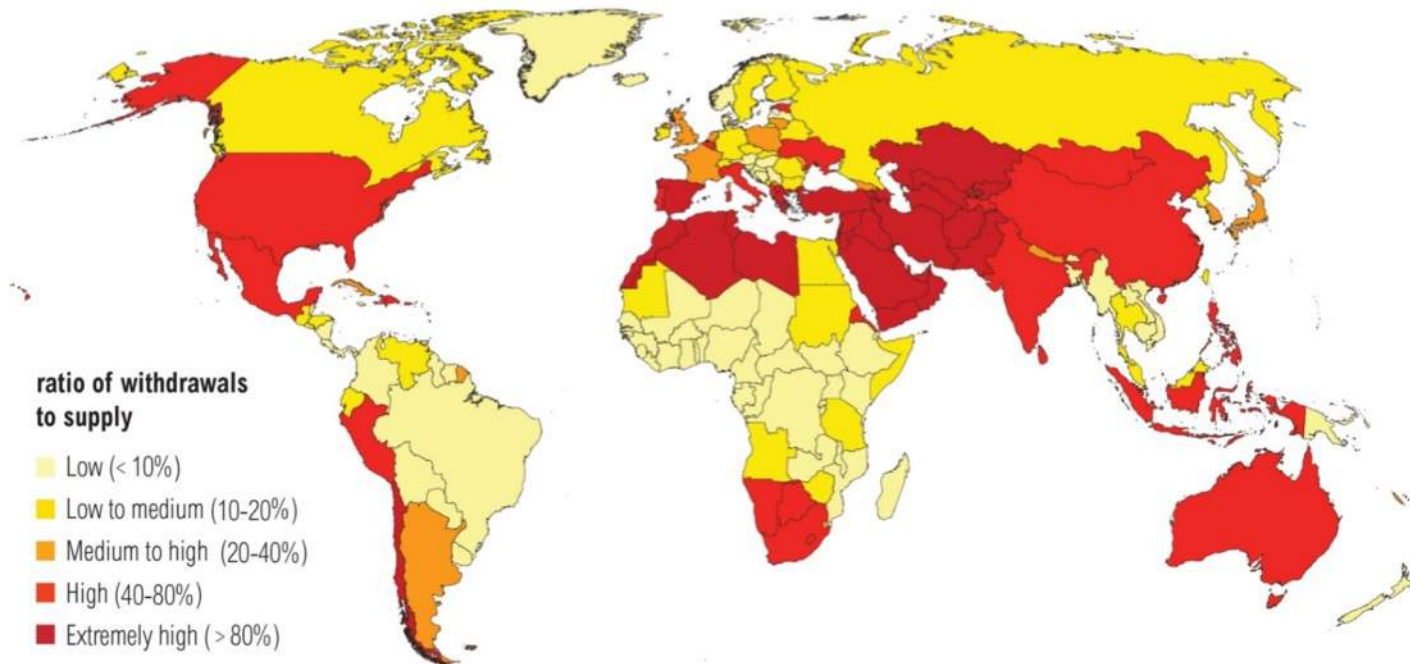 ratio of withdrawals
to supply
Low (< 10%)
Low to medium (10-20%)
Medium to high (20-40%)
High (40-80%)
Extremely high (> 80%)